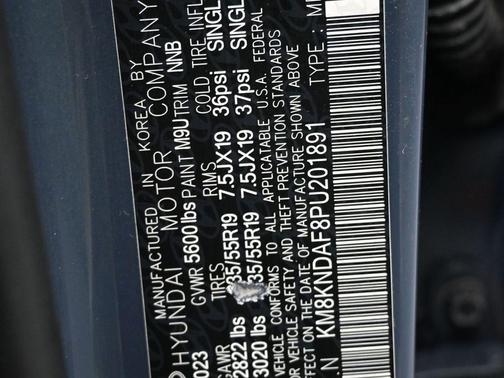 MANUFACTURED IN KOREA BY
HYUNDAI MOTOR COMPANY
023 GVWR 5600lbs PAINT M9U TRIM NNB
GAWR TIRES RIMS COLD TIRE INFL
2822 lbs 35/55R19 7.5JX19 36psi SINGL
3020 lbs 35/55R19 7.5JX19 37psi SINGL
VEHICLE CONFORMS TO ALL APPLICABLE U.S.A. FEDERAL
OR VEHICLE SAFETY AND THEFT PREVENTION STANDARDS
EFFECT ON THE DATE OF MANUFACTURE SHOWN ABOVE
.N KM8KNDAF8PU201891 TYPE :